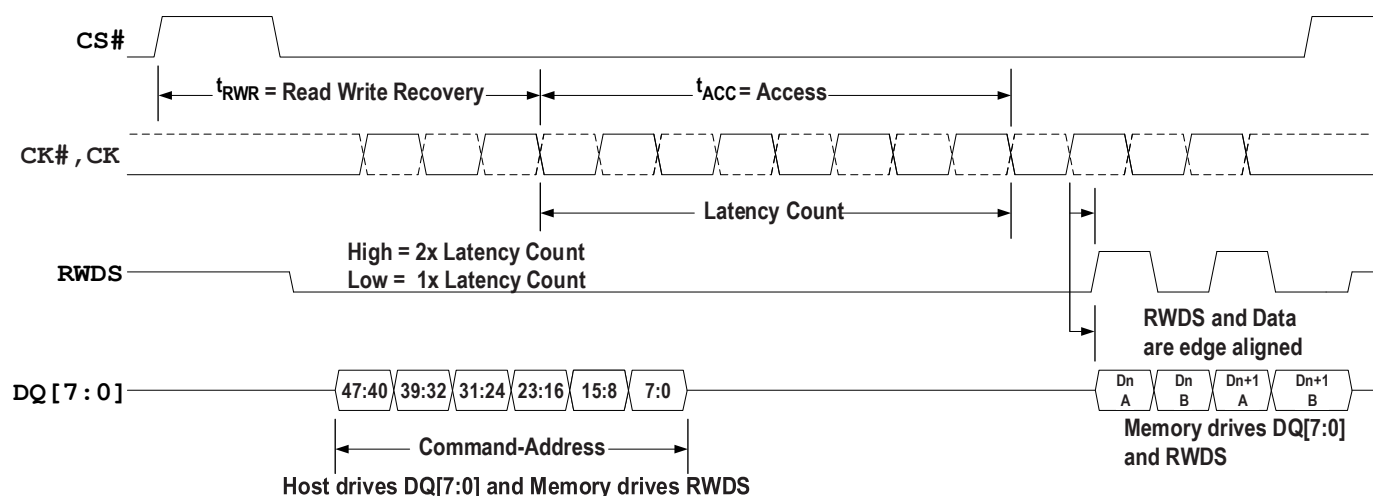 CS#
tRWR = Read Write Recovery
tACC = Access
CK#,CK
Latency Count
High = 2x Latency Count
Low = 1x Latency Count
RWDS
RWDS and Data
are edge aligned
DQ[7:0]
47:40 39:32 31:24 23:16 15:8 7:0
Dn A
Dn B
Dn+1 A
Dn+1 B
Command-Address
Memory drives DQ[7:0]
and RWDS
Host drives DQ[7:0] and Memory drives RWDS